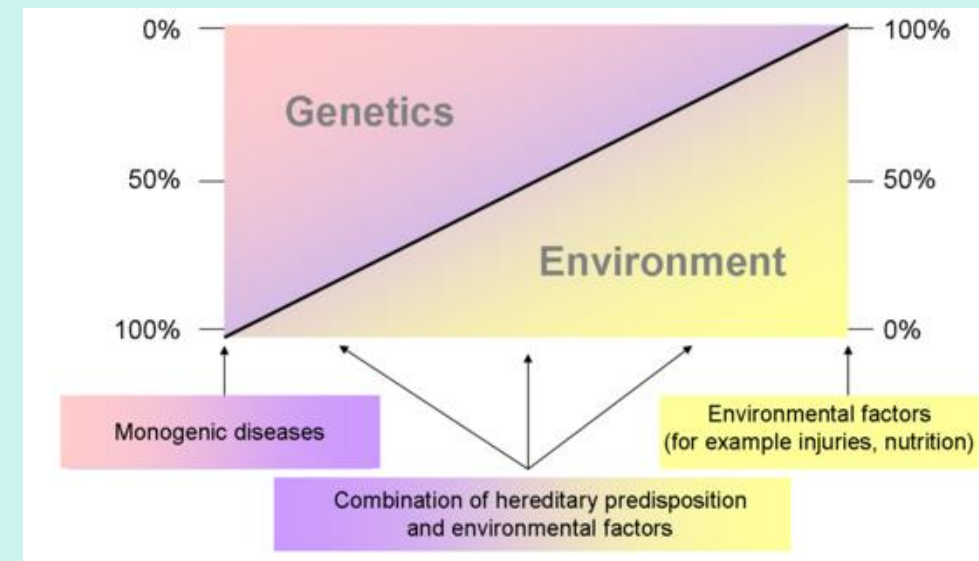 0%
100%
Genetics
50%
50%
Environment
100%
0%
Monogenic diseases
Environmental factors
(for example injuries, nutrition)
Combination of hereditary predisposition
and environmental factors